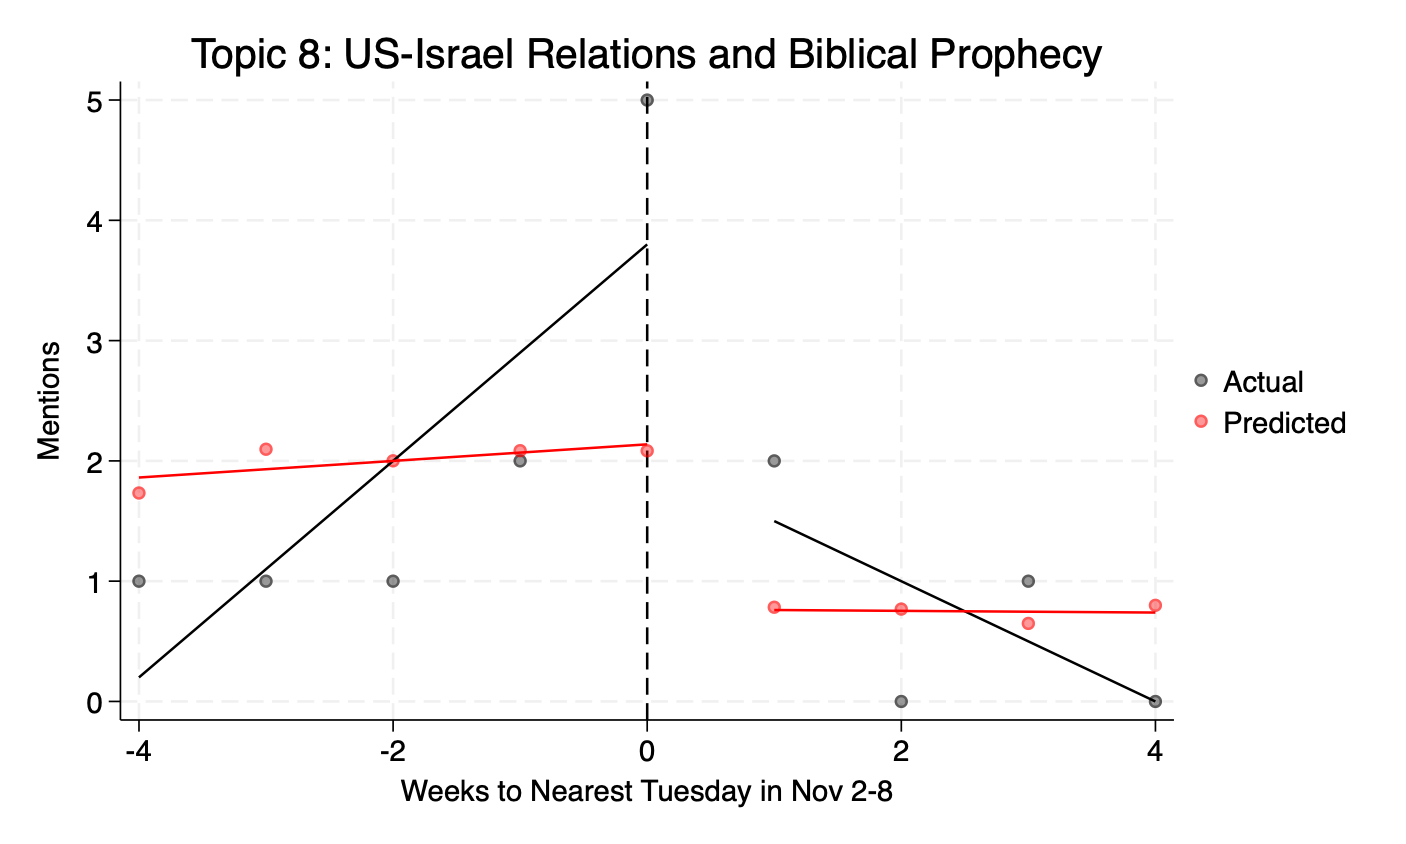 Topic 8: US-Israel Relations and Biblical Prophecy
5
4
3
2
1
0
Mentions
-4
-2
0
2
4
Weeks to Nearest Tuesday in Nov 2-8
Actual
Predicted